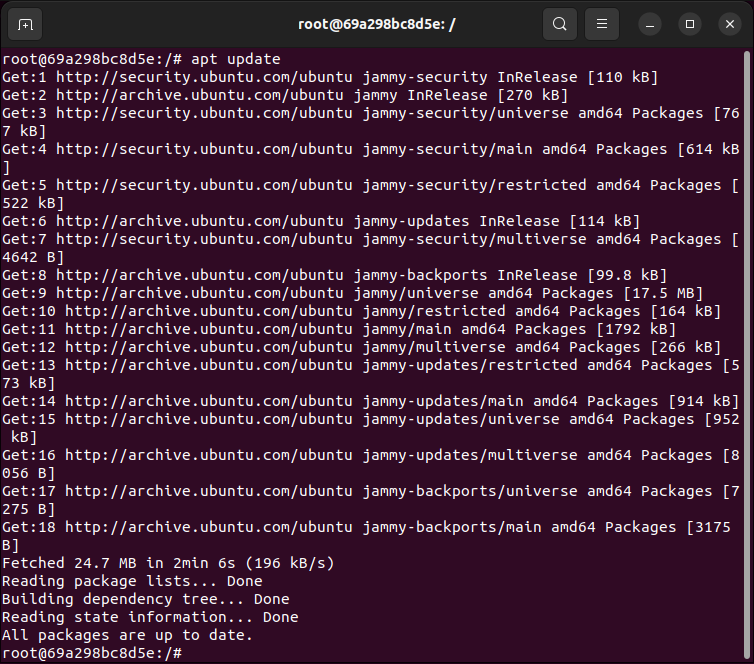 root@69a298bc8d5e: /
root@69a298bc8d5e:/# apt update
Get:1 http://security.ubuntu.com/ubuntu jammy-security InRelease [110 kB]
Get:2 http://archive.ubuntu.com/ubuntu jammy InRelease [270 kB]
Get:3 http://security.ubuntu.com/ubuntu jammy-security/universe amd64 Packages [76
7 kB]
Get:4 http://security.ubuntu.com/ubuntu jammy-security/main amd64 Packages [614 kB
]
Get:5 http://security.ubuntu.com/ubuntu jammy-security/restricted amd64 Packages [
522 kB]
Get:6 http://archive.ubuntu.com/ubuntu jammy-updates InRelease [114 kB]
Get:7 http://security.ubuntu.com/ubuntu jammy-security/multiverse amd64 Packages [
4642 B]
Get:8 http://archive.ubuntu.com/ubuntu jammy-backports InRelease [99.8 kB]
Get:9 http://archive.ubuntu.com/ubuntu jammy/universe amd64 Packages [17.5 MB]
Get:10 http://archive.ubuntu.com/ubuntu jammy/restricted amd64 Packages [164 kB]
Get:11 http://archive.ubuntu.com/ubuntu jammy/main amd64 Packages [1792 kB]
Get:12 http://archive.ubuntu.com/ubuntu jammy/multiverse amd64 Packages [266 kB]
Get:13 http://archive.ubuntu.com/ubuntu jammy-updates/restricted amd64 Packages [5
73 kB]
Get:14 http://archive.ubuntu.com/ubuntu jammy-updates/main amd64 Packages [914 kB]
Get:15 http://archive.ubuntu.com/ubuntu jammy-updates/universe amd64 Packages [952
 kB]
Get:16 http://archive.ubuntu.com/ubuntu jammy-updates/multiverse amd64 Packages [8
056 B]
Get:17 http://archive.ubuntu.com/ubuntu jammy-backports/universe amd64 Packages [7
275 B]
Get:18 http://archive.ubuntu.com/ubuntu jammy-backports/main amd64 Packages [3175 
B]
Fetched 24.7 MB in 2min 6s (196 kB/s)
Reading package lists... Done
Building dependency tree... Done
Reading state information... Done
All packages are up to date.
root@69a298bc8d5e:/#